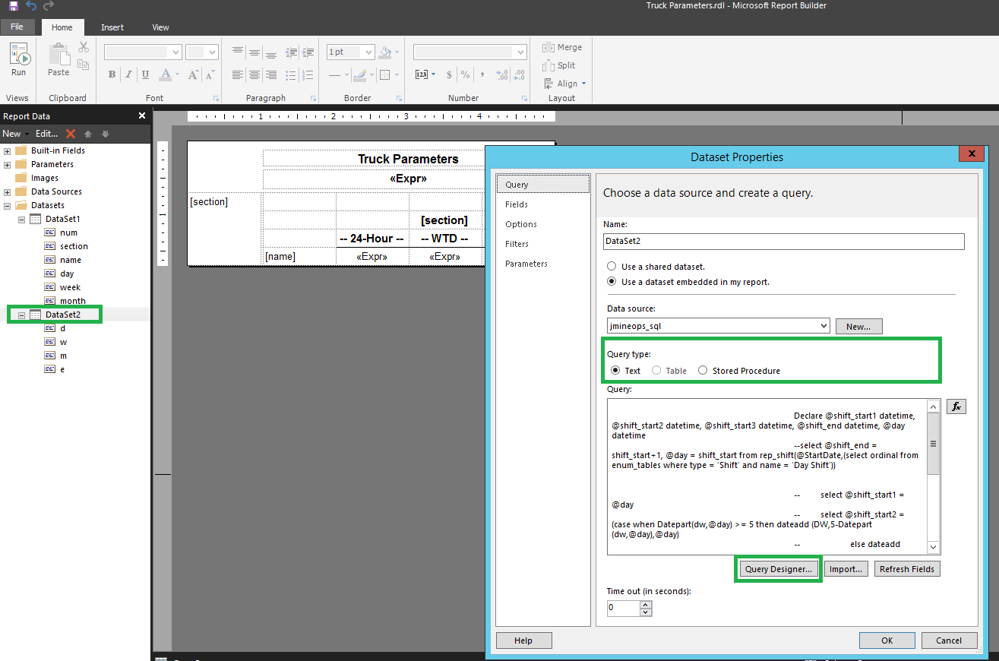 Truck Parameters.rdl - Microsoft Report Builder
File
Home
Insert
View
Run
Paste
1 pt
Merge
Split
Align
B I U A A A
123 $ % ,
Views
Clipboard
Font
Paragraph
Border
Number
Layout
Report Data
New
Edit...
Built-in Fields
Parameters
Images
Data Sources
Datasets
DataSet1
num
section
name
day
week
month
DataSet2
d
w
m
e
1 2 3 4
Truck Parameters
«Expr»
[section]
[section]
-- 24-Hour -- -- WTD --
[name] «Expr» «Expr»
Dataset Properties
Query
Fields
Options
Filters
Parameters
Choose a data source and create a query.
Name:
DataSet2
Use a shared dataset.
Use a dataset embedded in my report.
Data source:
jmineops_sql
New...
Query type:
Text Table Stored Procedure
Query:
fx
Declare @shift_start1 datetime,
@shift_start2 datetime, @shift_start3 datetime, @shift_end datetime, @day
datetime
--select @shift_end =
shift_start+1, @day = shift_start from rep_shift(@StartDate,(select ordinal from
enum_tables where type = 'Shift' and name = 'Day Shift'))
-- select @shift_start1 =
@day
-- select @shift_start2 =
(case when Datepart(dw,@day) >= 5 then dateadd (DW,5-Datepart
(dw,@day),@day)
-- else dateadd
Query Designer...
Import...
Refresh Fields
Time out (in seconds):
0
Help
OK
Cancel